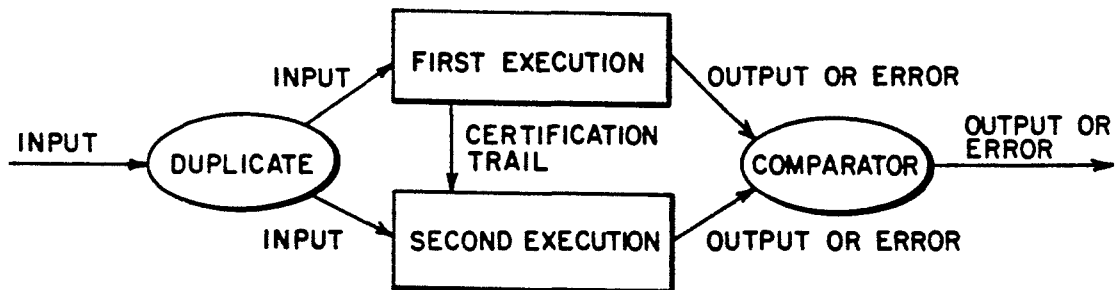 INPUT
DUPLICATE
INPUT
INPUT
FIRST EXECUTION
CERTIFICATION
TRAIL
SECOND EXECUTION
OUTPUT OR ERROR
OUTPUT OR ERROR
COMPARATOR
OUTPUT OR
ERROR